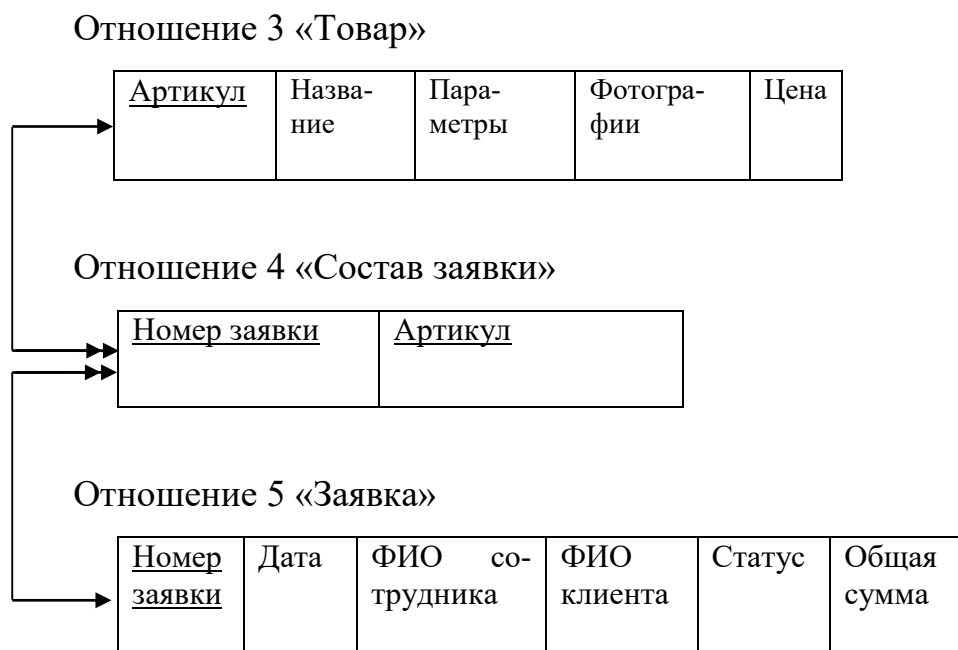 Отношение 3 «Товар»
Артикул Назва- Пара- Фотогра- Цена
ние метры фии
Отношение 4 «Состав заявки»
Номер заявки Артикул
Отношение 5 «Заявка»
Номер Дата ФИО со- ФИО Статус Общая
заявки трудника клиента сумма